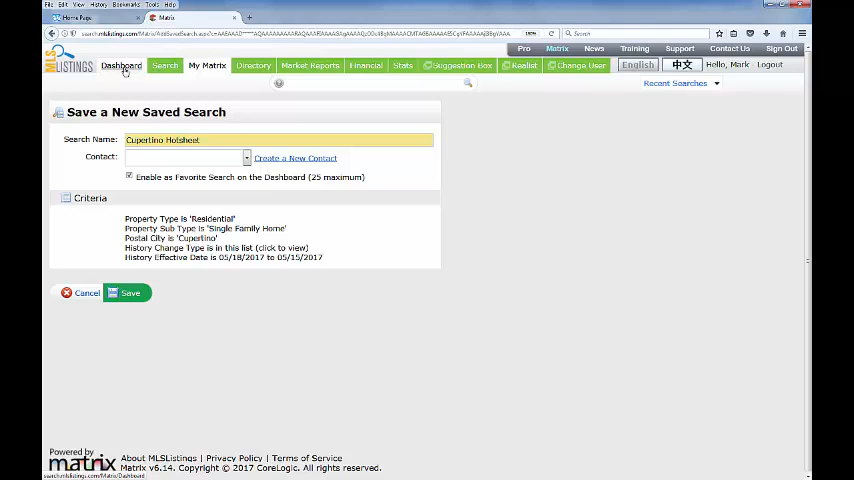 File Edit View History Bookmarks Tools Help
Home Page
Matrix
150%
Search
Pro Matrix News Training Support Contact Us Sign Out
MLS LISTINGS
Dashboard Search My Matrix Directory Market Reports Financial Stats Suggestion Box Realist Change User English 中文 Hello, Mark - Logout
Recent Searches
Save a New Saved Search
Search Name: Cupertino Hotsheet
Contact: Create a New Contact
Enable as Favorite Search on the Dashboard (25 maximum)
Criteria
Property Type is 'Residential'
Property Sub Type is 'Single Family Home'
Postal City is 'Cupertino'
History Change Type is in this list (click to view)
History Effective Date is 05/18/2017 to 05/15/2017
Cancel Save
Powered by
matrix
About MLSListings | Privacy Policy | Terms of Service
Matrix v6.14. Copyright © 2017 CoreLogic. All rights reserved.
search.mlslistings.com/Matrix/Dashboard